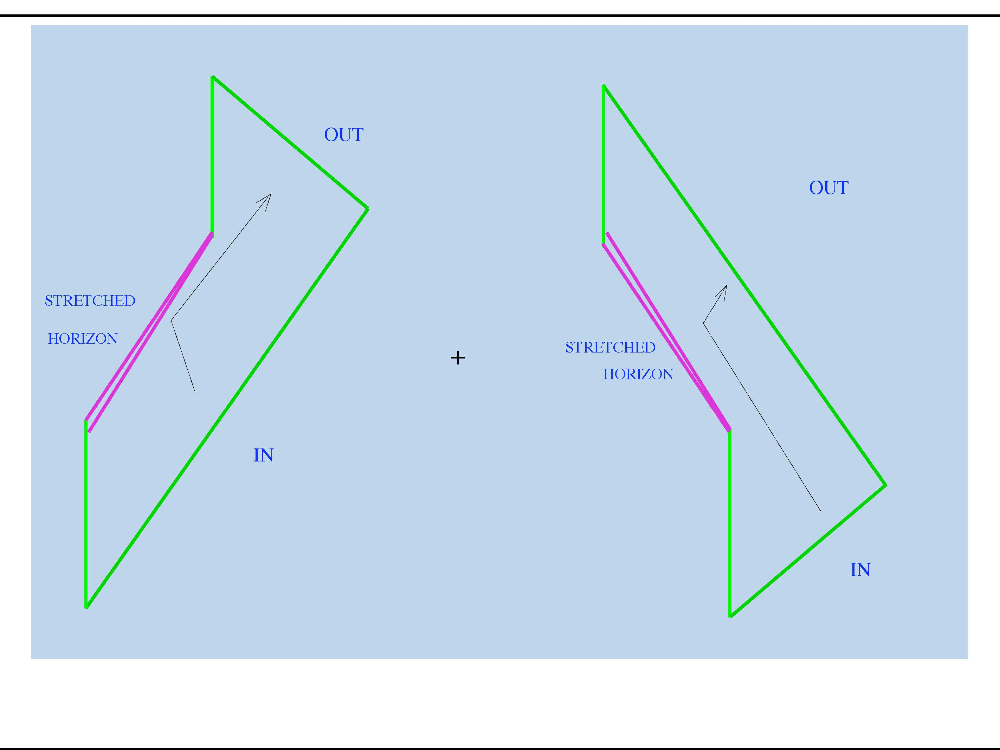 OUT
STRETCHED
HORIZON
IN
+
OUT
STRETCHED
HORIZON
IN